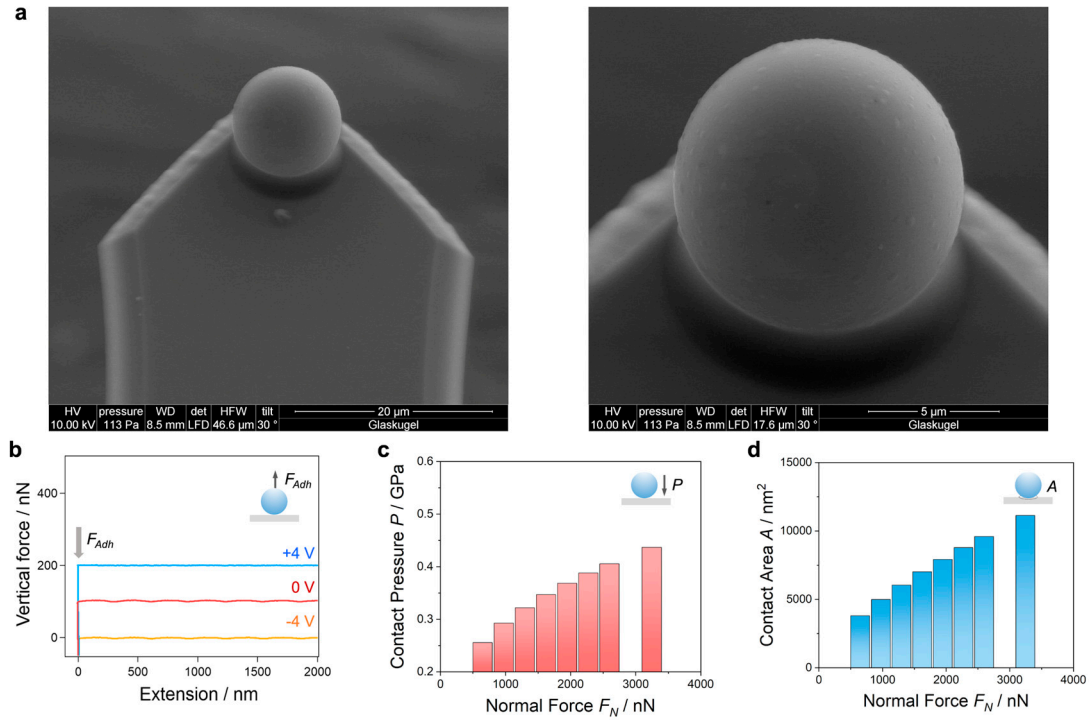 a
HV pressure WD det HFW tilt 20 µm
10.00 kV 113 Pa 8.5 mm LFD 46.6 µm 30 ° Glaskugel
HV pressure WD det HFW tilt 5 µm
10.00 kV 113 Pa 8.5 mm LFD 17.6 µm 30 ° Glaskugel
b
Vertical force / nN
400
200
0
F_Adh
F_Adh
+4 V
0 V
-4 V
0 500 1000 1500 2000
Extension / nm
c
Contact Pressure P / GPa
0.6
0.5
0.4
0.3
0.2
P
0 1000 2000 3000 4000
Normal Force F_N / nN
d
Contact Area A / nm²
15000
10000
5000
0
A
0 1000 2000 3000 4000
Normal Force F_N / nN